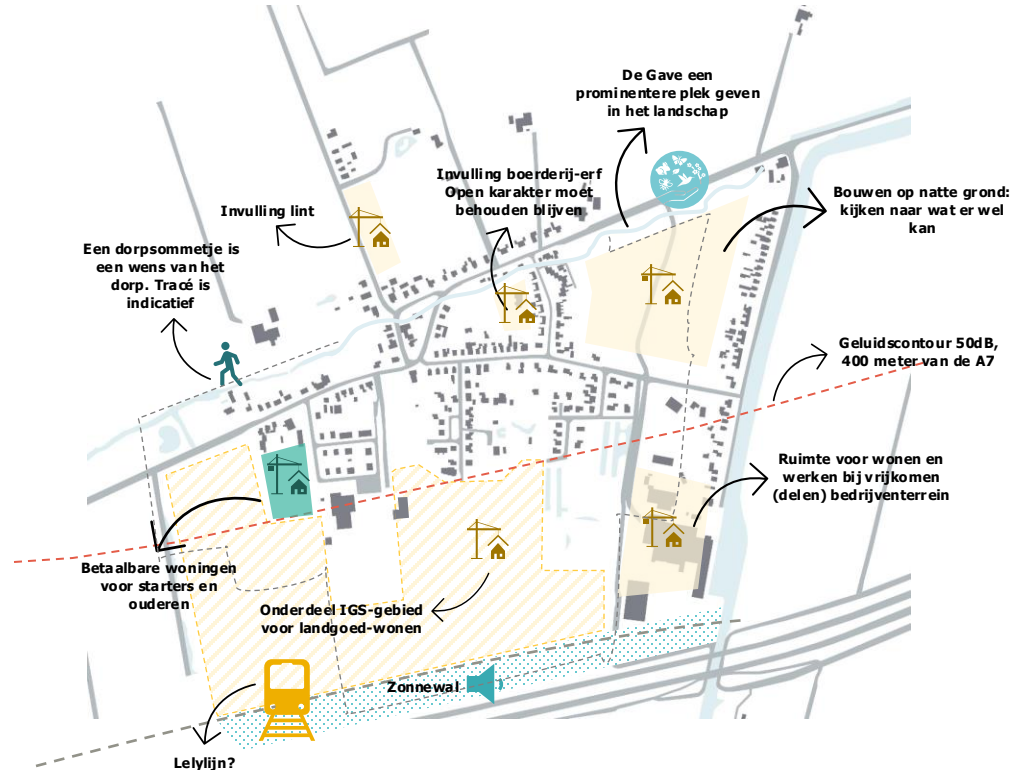 De Gave een
prominentere plek geven
in het landschap
Invulling boerderij-erf
Open karakter moet
behouden blijven
Bouwen op natte grond:
kijken naar wat er wel
kan
Invulling lint
Een dorpsommetje is
een wens van het
dorp. Tracé is
indicatief
Geluidscontour 50dB,
400 meter van de A7
Ruimte voor wonen en
werken bij vrijkomen
(delen) bedrijventerrein
Betaalbare woningen
voor starters en
ouderen
Onderdeel IGS-gebied
voor landgoed-wonen
Zonnewal
Lelylijn?